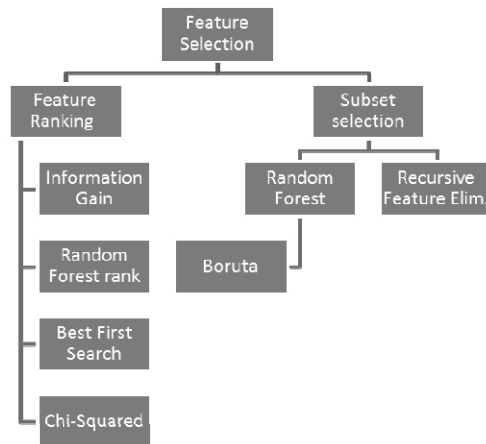 Feature
Selection
Feature
Ranking
Subset
selection
Information
Gain
Random
Forest
Recursive
Feature Elim.
Random
Forest rank
Boruta
Best First
Search
Chi-Squared